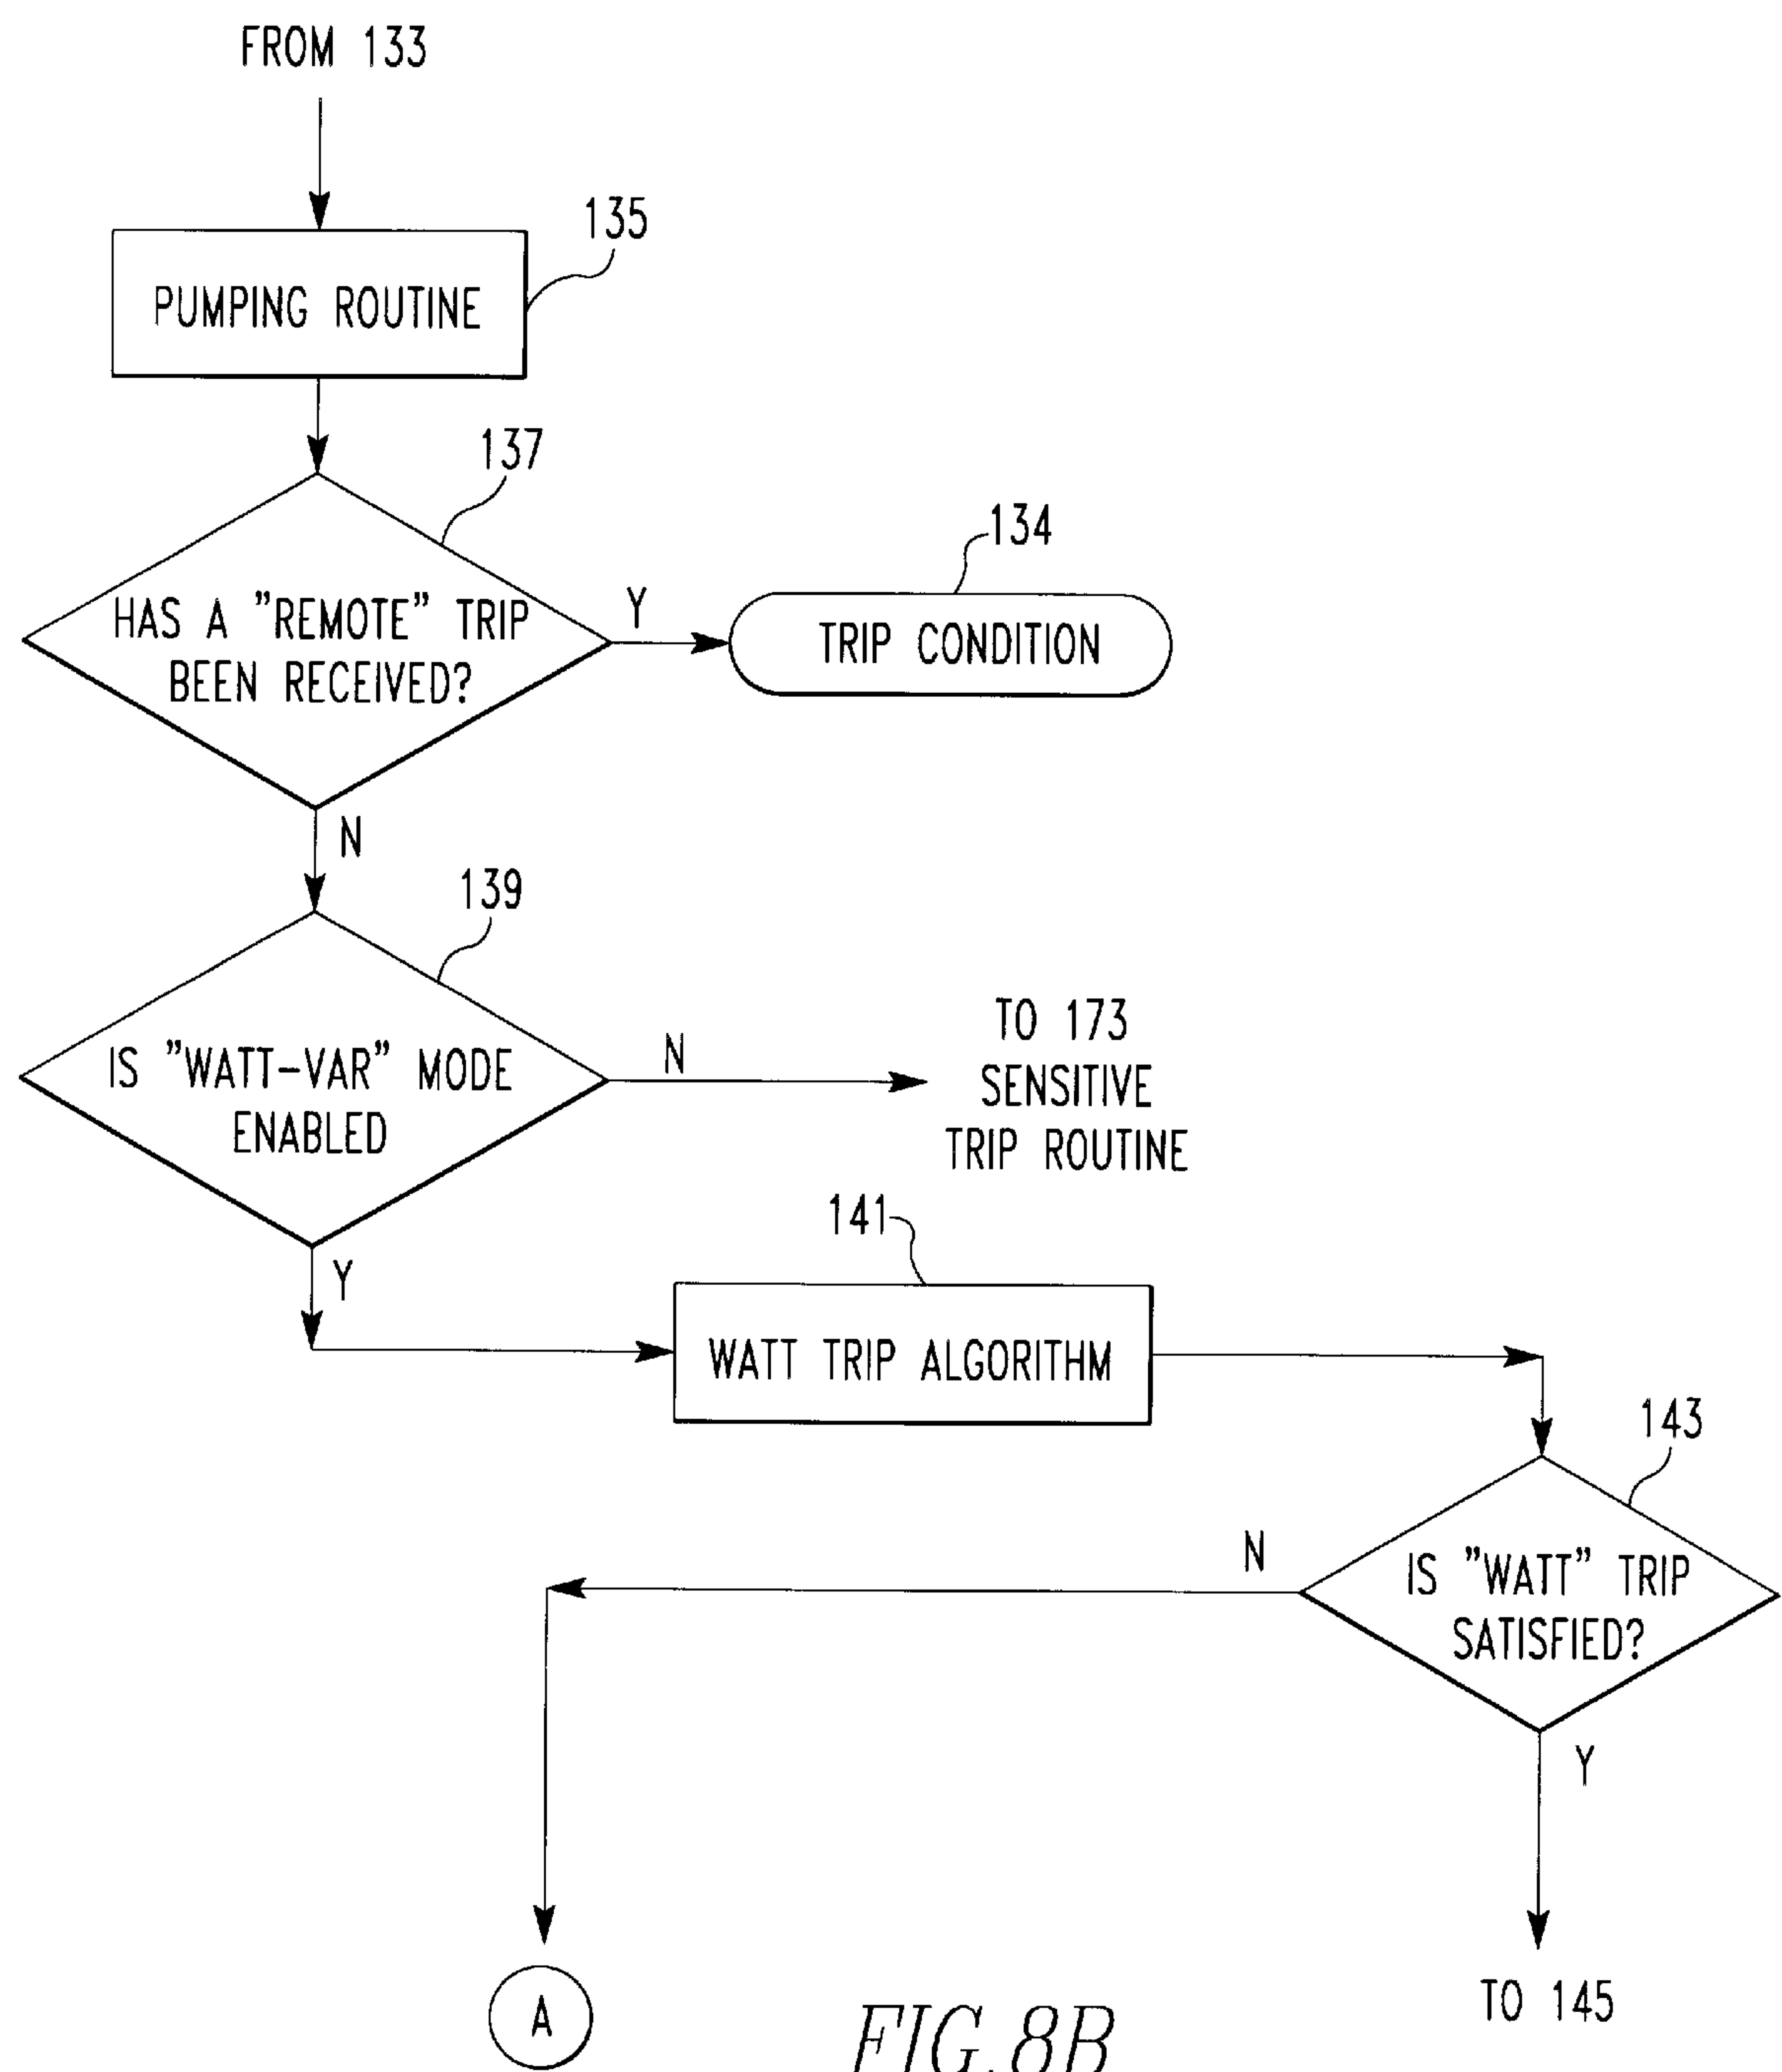 FROM 133
135
PUMPING ROUTINE
137
134
HAS A "REMOTE" TRIP
BEEN RECEIVED?
Y
TRIP CONDITION
N
139
IS "WATT-VAR" MODE
ENABLED
N
TO 173
SENSITIVE
TRIP ROUTINE
141
Y
WATT TRIP ALGORITHM
143
N
IS "WATT" TRIP
SATISFIED?
Y
A
TO 145
FIG.8B